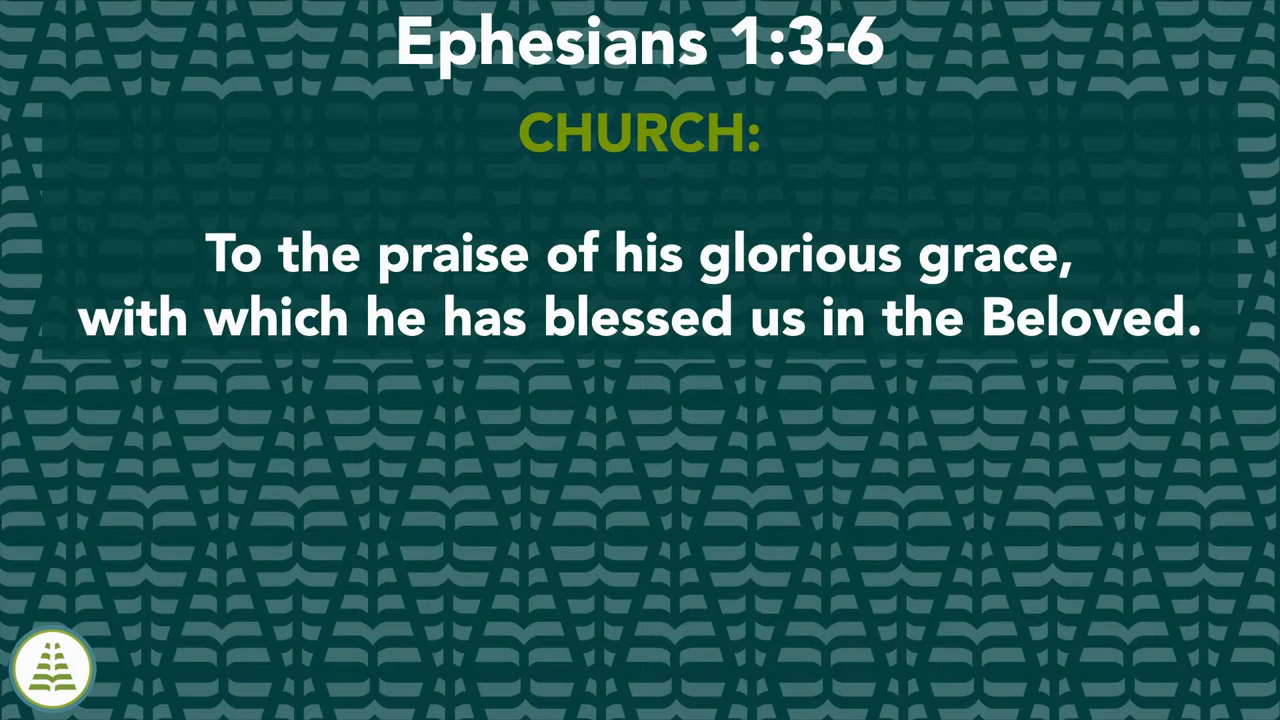 Ephesians 1:3-6
CHURCH:
To the praise of his glorious grace,
with which he has blessed us in the Beloved.